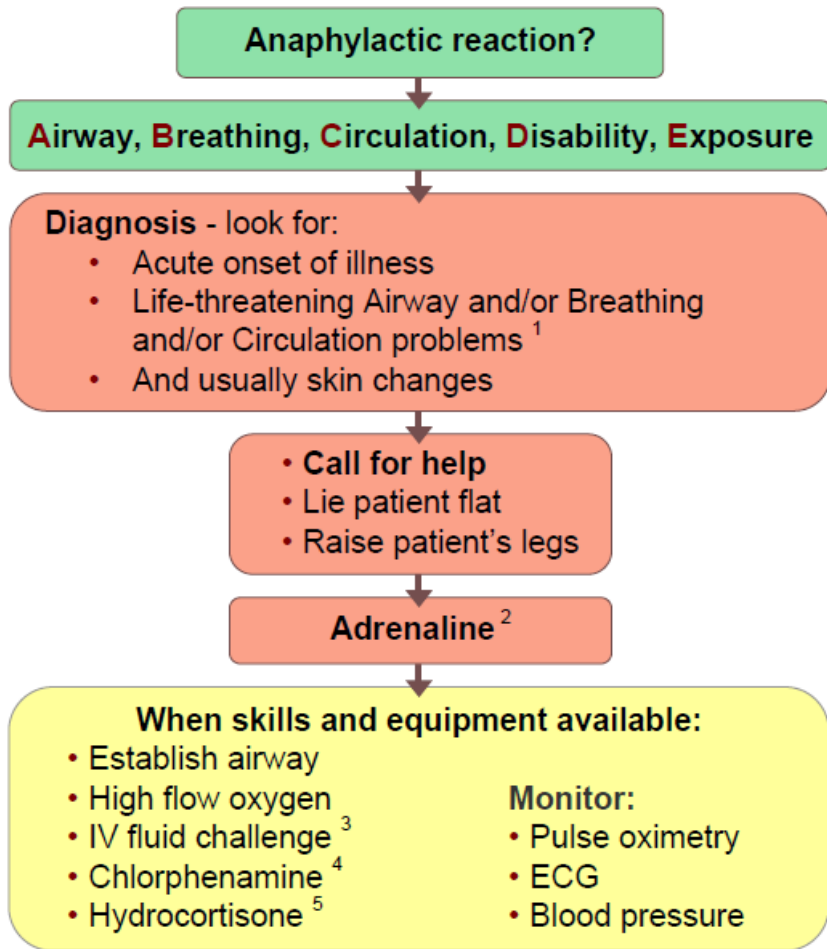 Anaphylactic reaction?
Airway, Breathing, Circulation, Disability, Exposure
Diagnosis - look for:
• Acute onset of illness
• Life-threatening Airway and/or Breathing
and/or Circulation problems 1
• And usually skin changes
• Call for help
• Lie patient flat
• Raise patient's legs
Adrenaline 2
When skills and equipment available:
• Establish airway
• High flow oxygen
• IV fluid challenge 3
• Chlorphenamine 4
• Hydrocortisone 5
Monitor:
• Pulse oximetry
• ECG
• Blood pressure